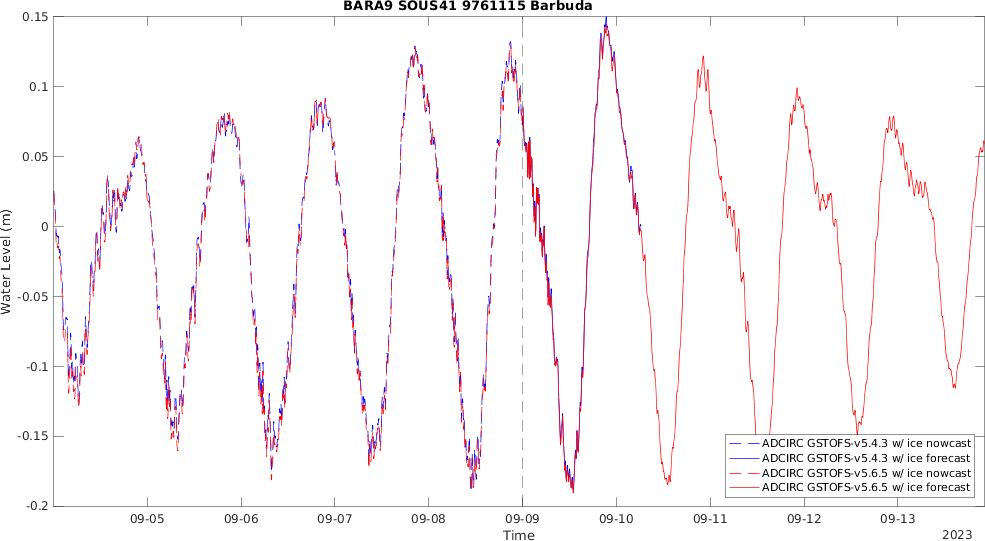 BARA9 SOUS41 9761115 Barbuda
0.15
0.1
0.05
0
-0.05
-0.1
-0.15
-0.2
Water Level (m)
ADCIRC GSTOFS-v5.4.3 w/ ice nowcast
ADCIRC GSTOFS-v5.4.3 w/ ice forecast
ADCIRC GSTOFS-v5.6.5 w/ ice nowcast
ADCIRC GSTOFS-v5.6.5 w/ ice forecast
09-05 09-06 09-07 09-08 09-09 09-10 09-11 09-12 09-13
Time
2023